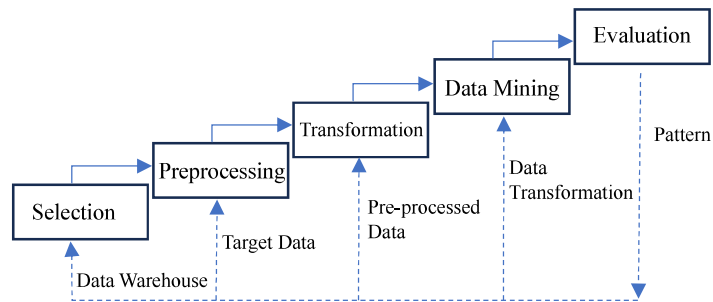 Evaluation
Data Mining
Transformation
Preprocessing
Selection
Pattern
Data
Transformation
Pre-processed
Data
Target Data
Data Warehouse